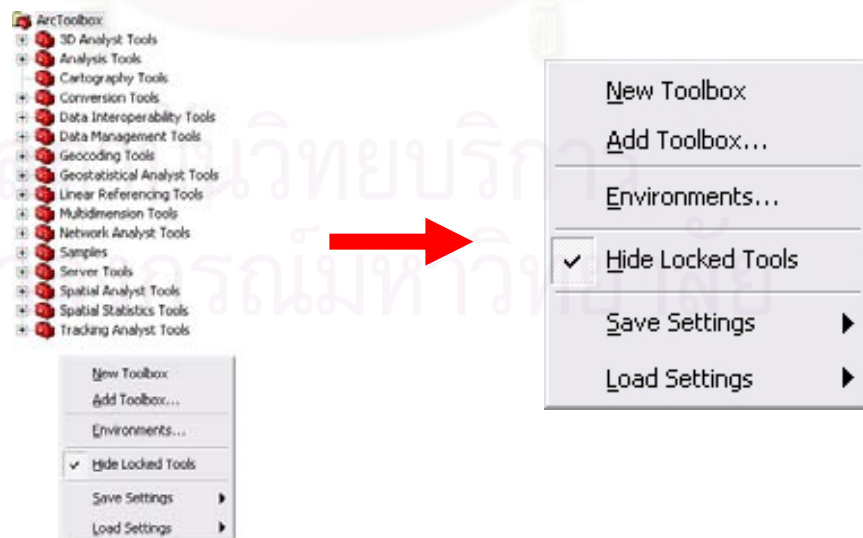 ArcToolbox
3D Analyst Tools
Analysis Tools
Cartography Tools
Conversion Tools
Data Interoperability Tools
Data Management Tools
Geocoding Tools
Geostatistical Analyst Tools
Linear Referencing Tools
Multidimension Tools
Network Analyst Tools
Samples
Server Tools
Spatial Analyst Tools
Spatial Statistics Tools
Tracking Analyst Tools
New Toolbox
Add Toolbox...
Environments...
Hide Locked Tools
Save Settings
Load Settings
New Toolbox
Add Toolbox...
Environments...
Hide Locked Tools
Save Settings
Load Settings